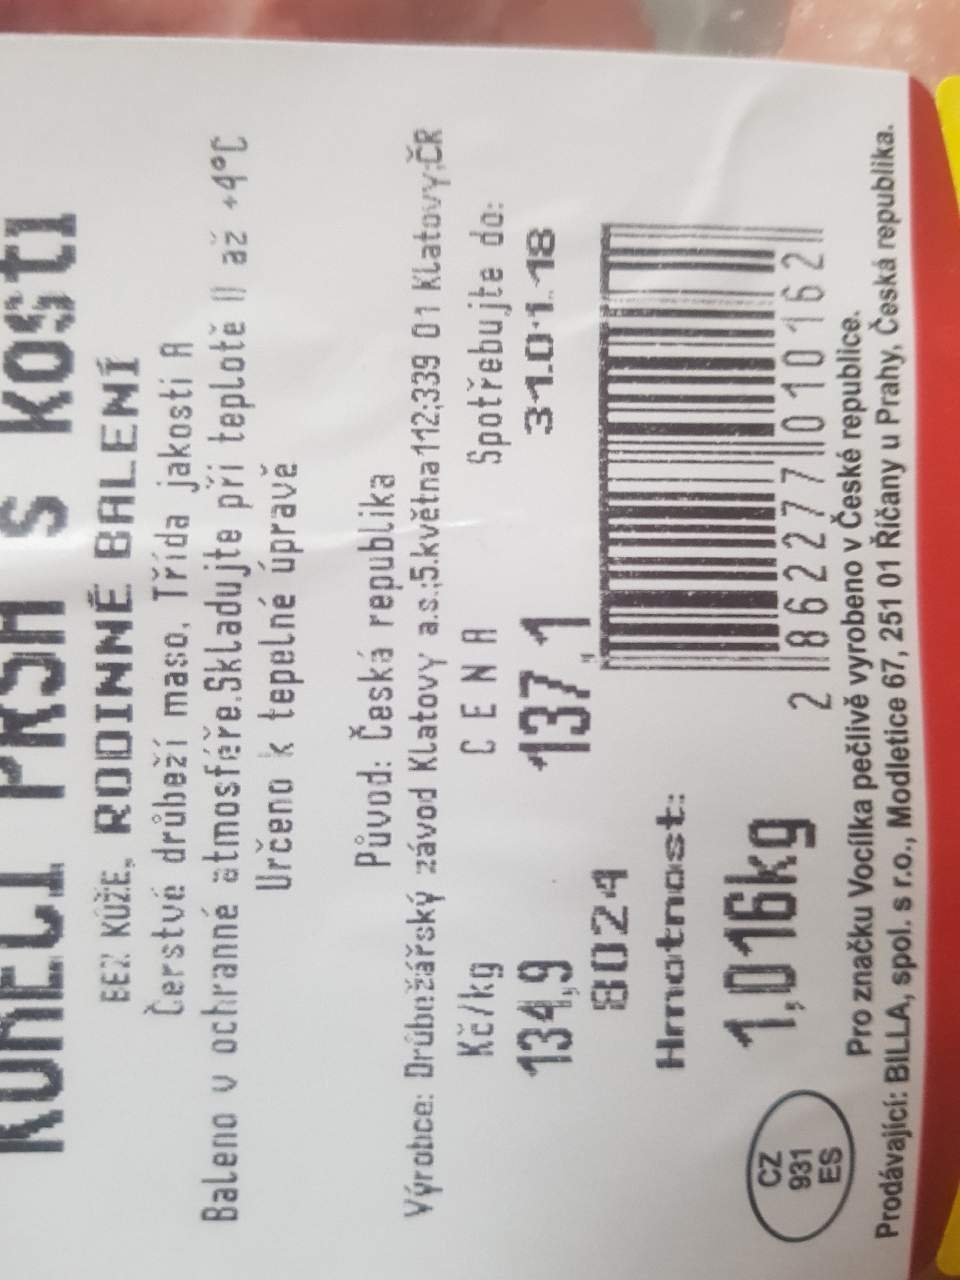 S KOSTI
BEZ KŮŽE, RODINNÉ BALENÍ
Čerstvé drůbeží maso, Třída jakosti A
Baleno v ochranné atmosféře.Skladujte při teplotě 0 až +4°C
Určeno k tepelné úpravě
Původ: Česká republika
Výrobce: Drůbežářský závod Klatovy a.s.;5.května112;339 01 Klatovy;ČR
Kč/kg CENA Spotřebujte do:
134,9 137,1 31.01.18
8024
Hmotnost:
1,016kg
2 862277 010162
CZ
931
ES
Pro značku Vocílka pečlivě vyrobeno v České republice.
Prodávající: BILLA, spol. s r.o., Modletice 67, 251 01 Říčany u Prahy, Česká republika.